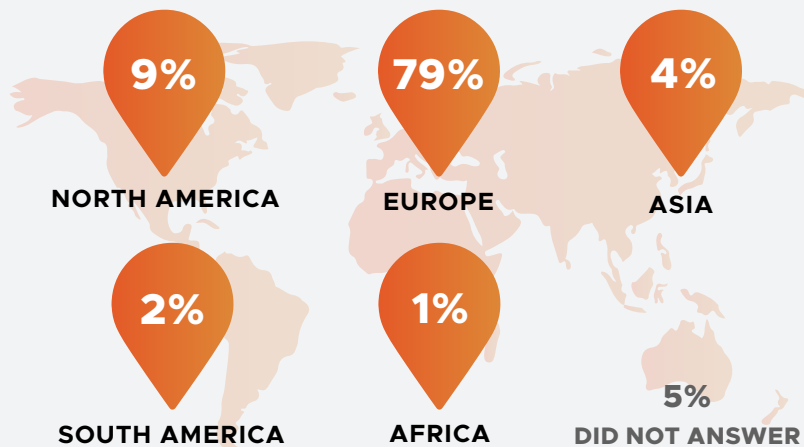 9%
79%
4%
NORTH AMERICA
EUROPE
ASIA
2%
1%
5%
SOUTH AMERICA
AFRICA
DID NOT ANSWER